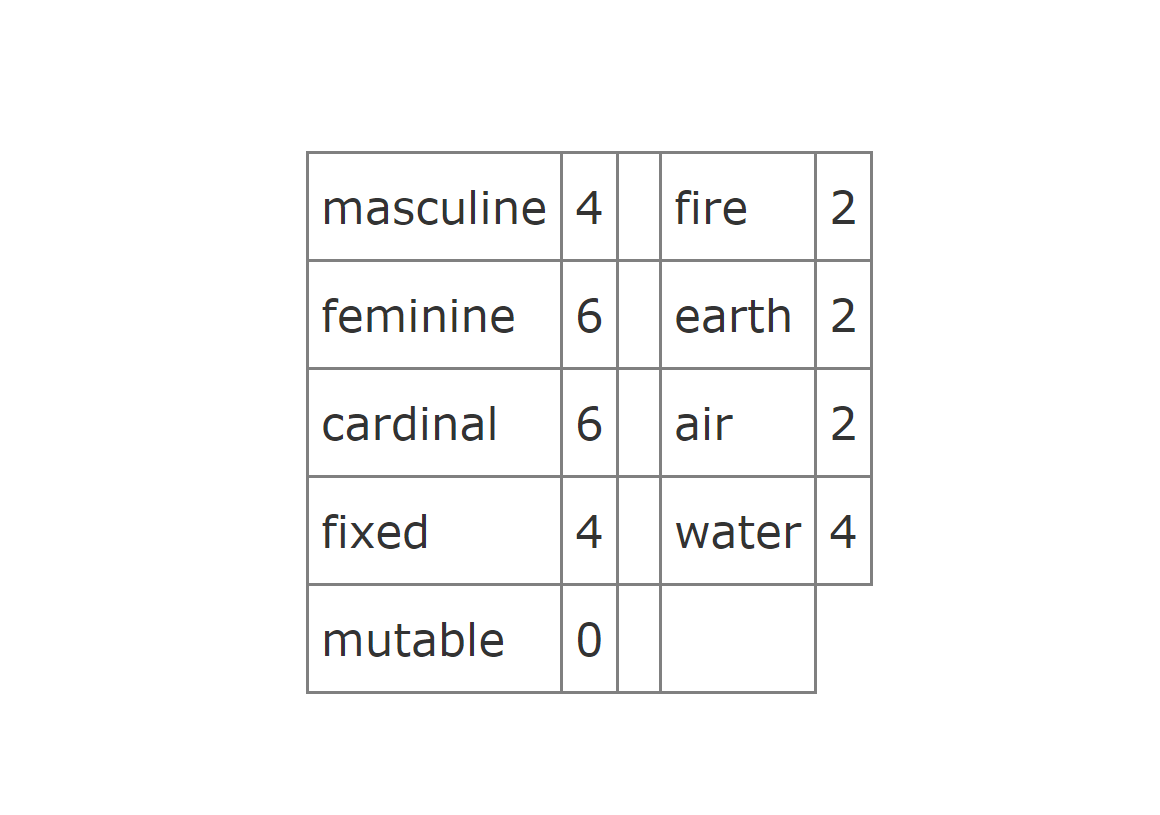 masculine 4 fire 2
feminine 6 earth 2
cardinal 6 air 2
fixed 4 water 4
mutable 0